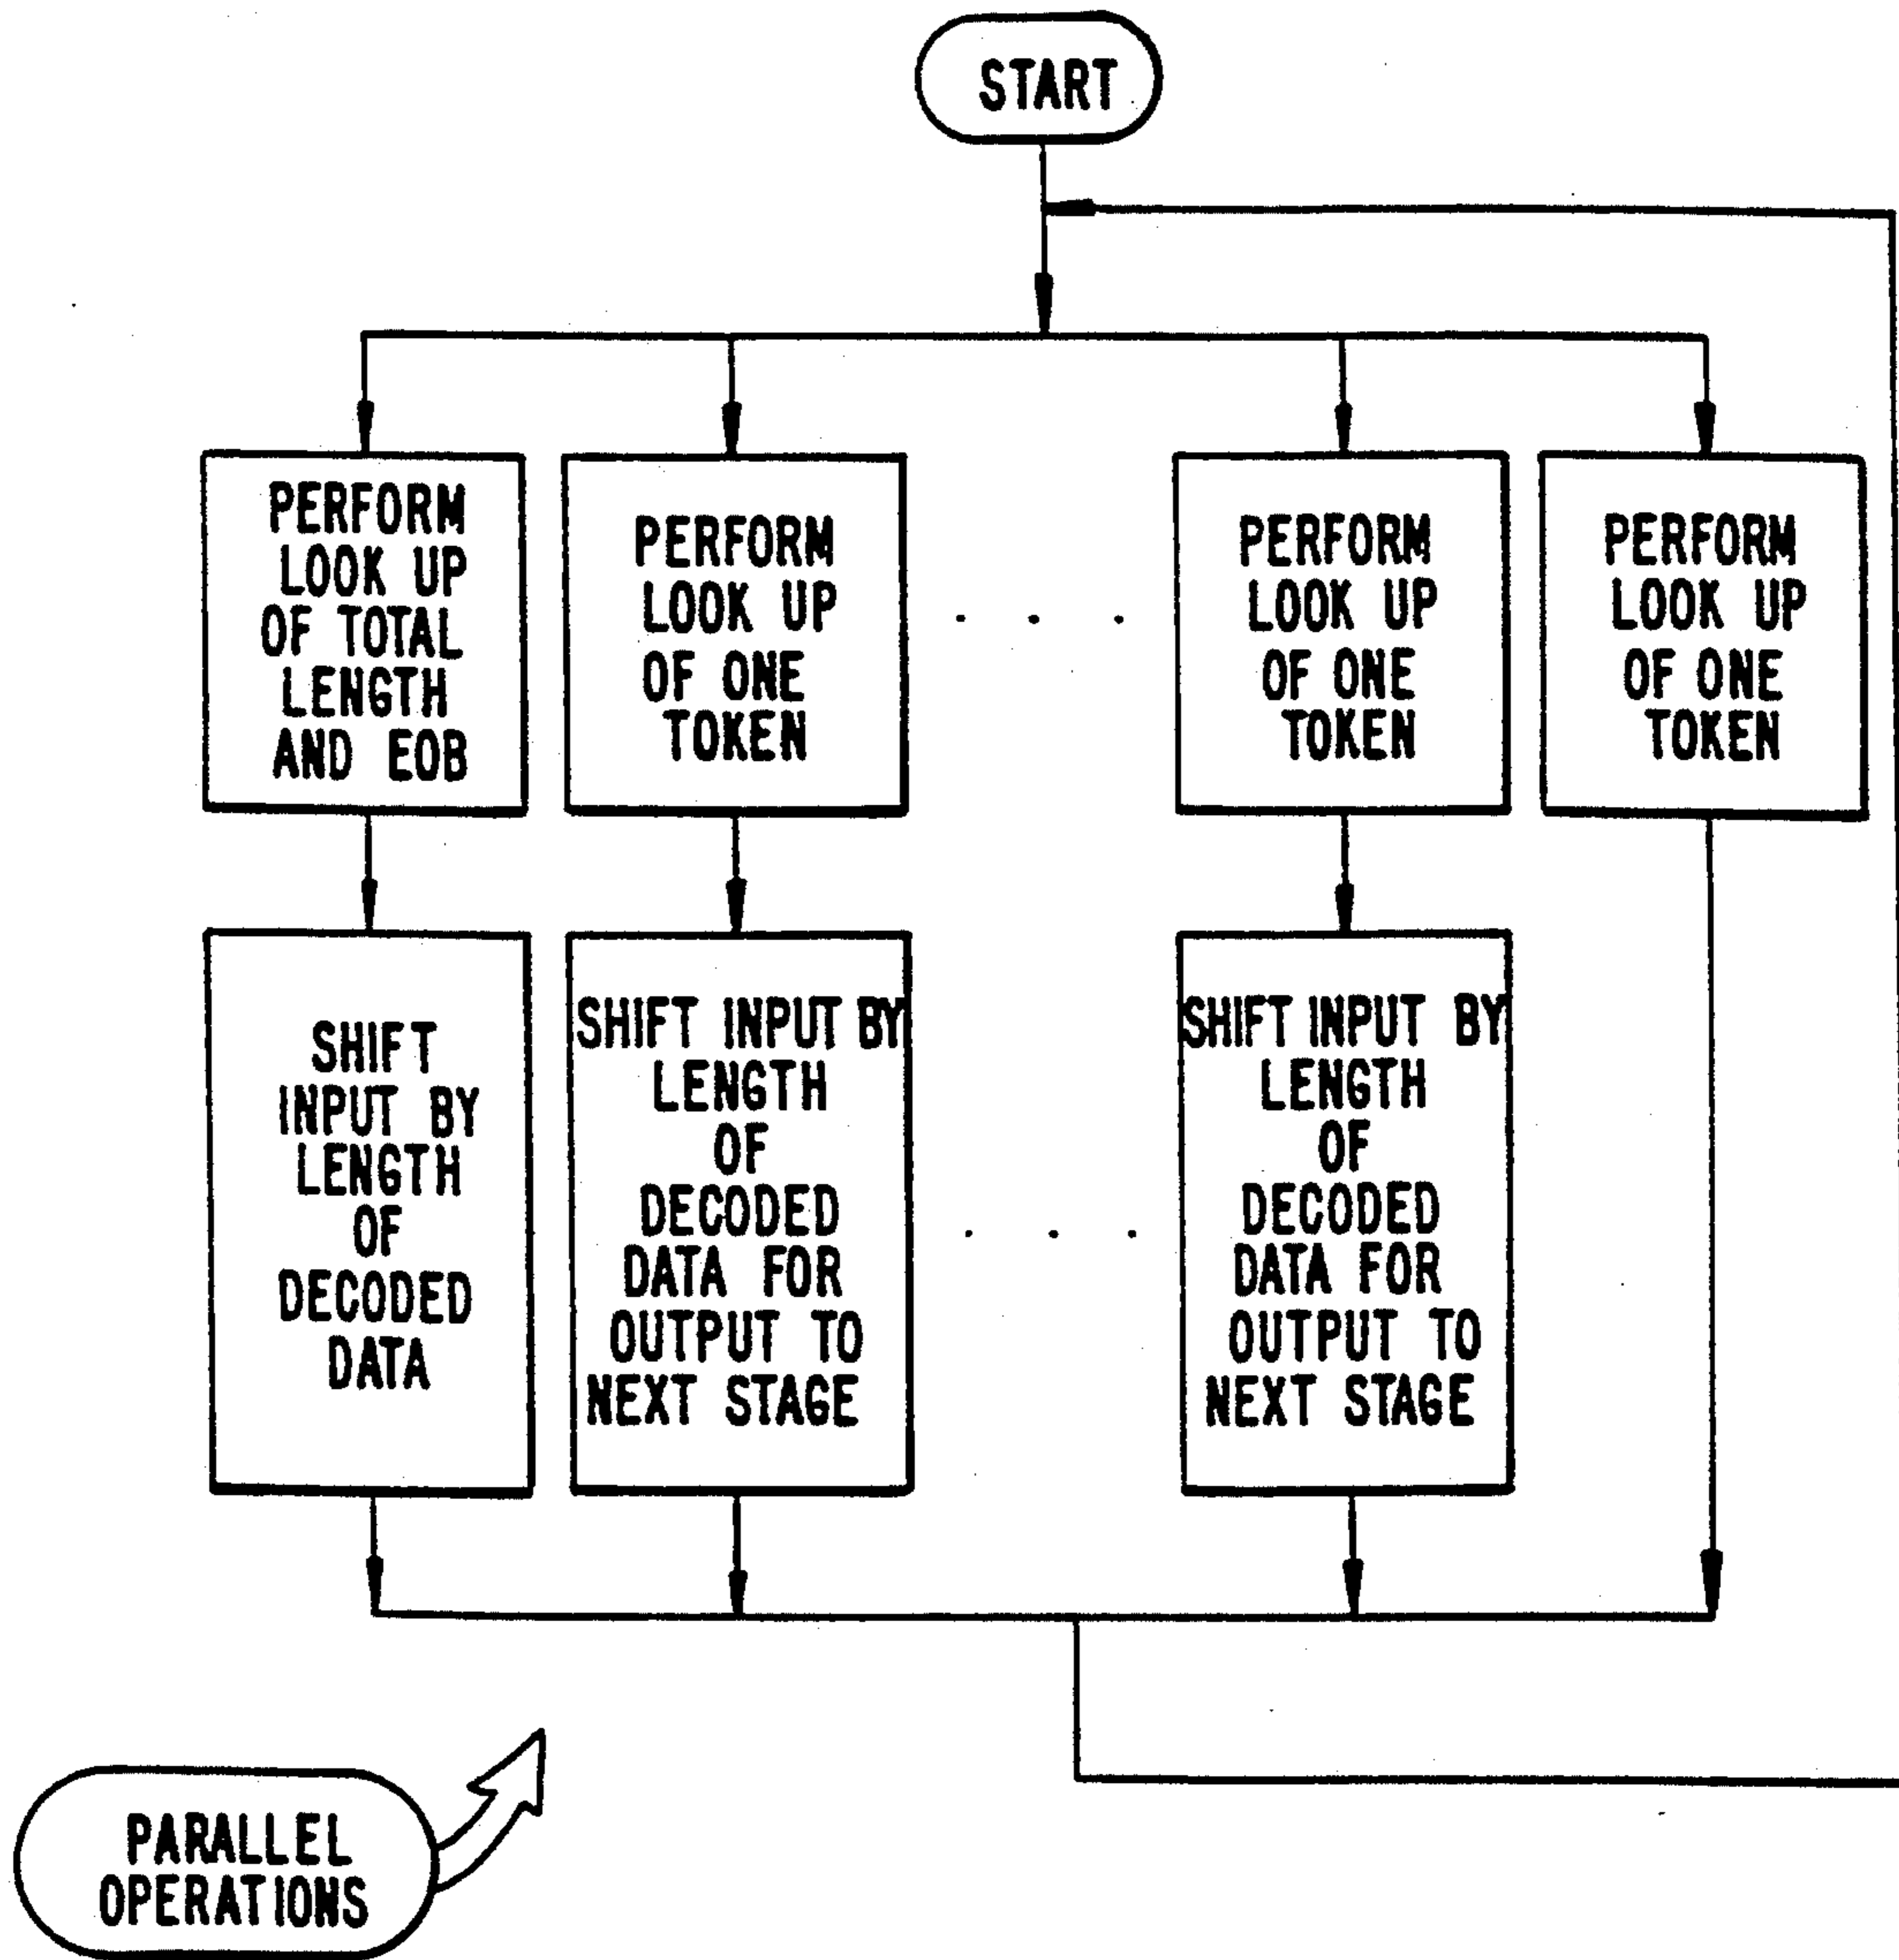 START
PERFORM
LOOK UP
OF TOTAL
LENGTH
AND EOB
PERFORM
LOOK UP
OF ONE
TOKEN
. . .
PERFORM
LOOK UP
OF ONE
TOKEN
PERFORM
LOOK UP
OF ONE
TOKEN
SHIFT
INPUT BY
LENGTH
OF
DECODED
DATA
SHIFT INPUT BY
LENGTH
OF
DECODED
DATA FOR
OUTPUT TO
NEXT STAGE
. . .
SHIFT INPUT BY
LENGTH
OF
DECODED
DATA FOR
OUTPUT TO
NEXT STAGE
PARALLEL
OPERATIONS